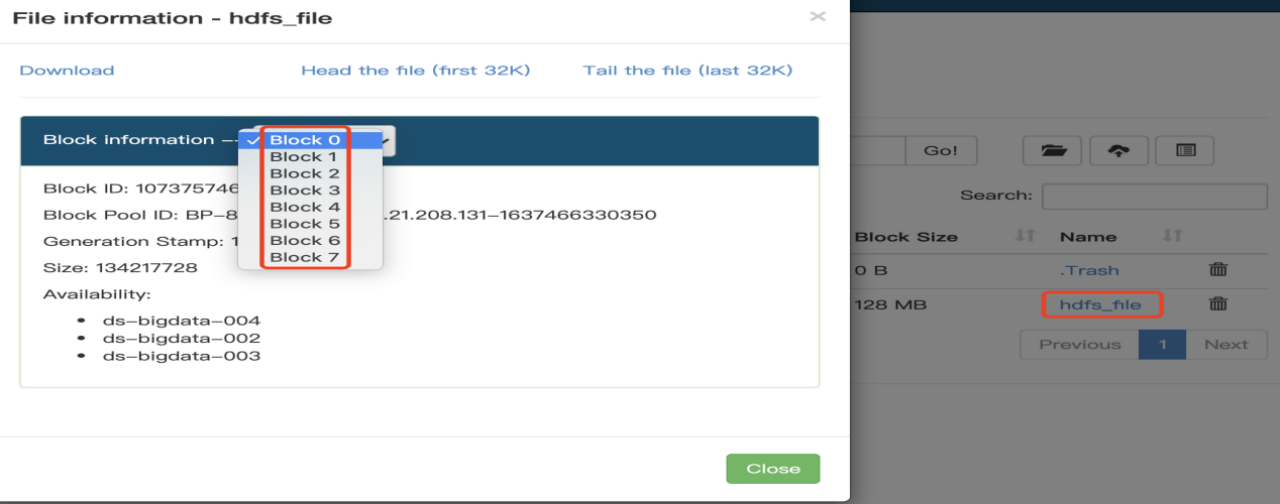 File information - hdfs_file
×
Download
Head the file (first 32K)
Tail the file (last 32K)
Block information --
✓ Block 0
Block 1
Block 2
Block 3
Block 4
Block 5
Block 6
Block 7
Block ID: 107375746
Block Pool ID: BP-8 .21.208.131-1637466330350
Generation Stamp: 1
Size: 134217728
Availability:
• ds-bigdata-004
• ds-bigdata-002
• ds-bigdata-003
Close
Go!
Search:
Block Size
Name
0 B
.Trash
128 MB
hdfs_file
Previous
1
Next